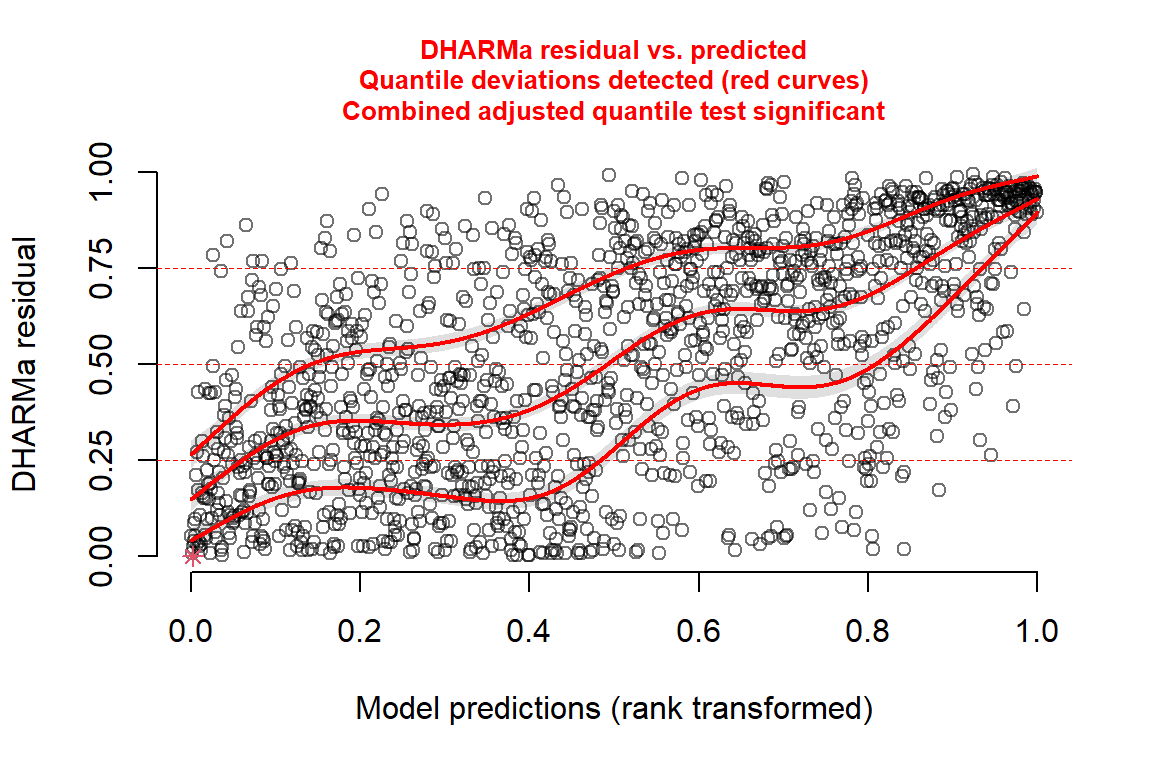 DHARMa residual vs. predicted
Quantile deviations detected (red curves)
Combined adjusted quantile test significant
DHARMa residual
1.00
0.75
0.50
0.25
0.00
0.0 0.2 0.4 0.6 0.8 1.0
Model predictions (rank transformed)